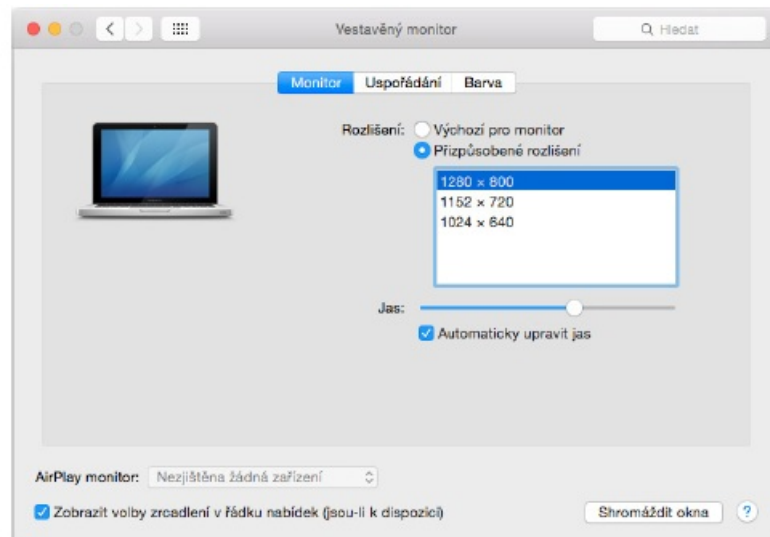 Vestavěný monitor
Hledat
Monitor Uspořádání Barva
Rozlišení: Výchozí pro monitor
Přizpůsobené rozlišení
1280 × 800
1152 × 720
1024 × 640
Jas:
Automaticky upravit jas
AirPlay monitor: Nezjištěna žádná zařízení
Zobrazit volby zrcadlení v řádku nabídek (jsou-li k dispozici)
Shromáždit okna ?